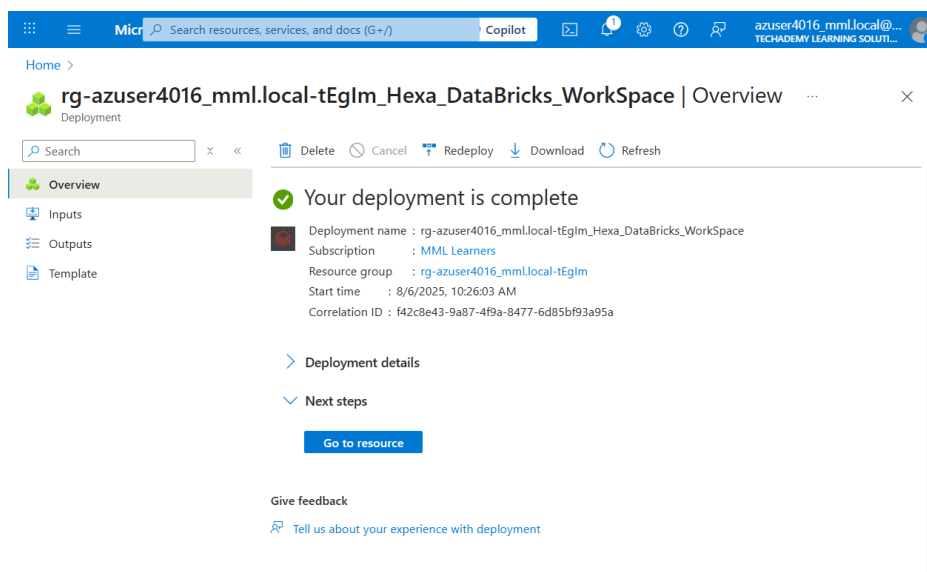 Micr
Search resources, services, and docs (G+/)
Copilot
1
azuser4016_mml.local@...
TECHADEMY LEARNING SOLUTI...
Home >
rg-azuser4016_mml.local-tEgIm_Hexa_DataBricks_WorkSpace | Overview ...
Deployment
Search
Delete Cancel Redeploy Download Refresh
Overview
Inputs
Outputs
Template
Your deployment is complete
Deployment name : rg-azuser4016_mml.local-tEgIm_Hexa_DataBricks_WorkSpace
Subscription : MML Learners
Resource group : rg-azuser4016_mml.local-tEgIm
Start time : 8/6/2025, 10:26:03 AM
Correlation ID : f42c8e43-9a87-4f9a-8477-6d85bf93a95a
Deployment details
Next steps
Go to resource
Give feedback
Tell us about your experience with deployment